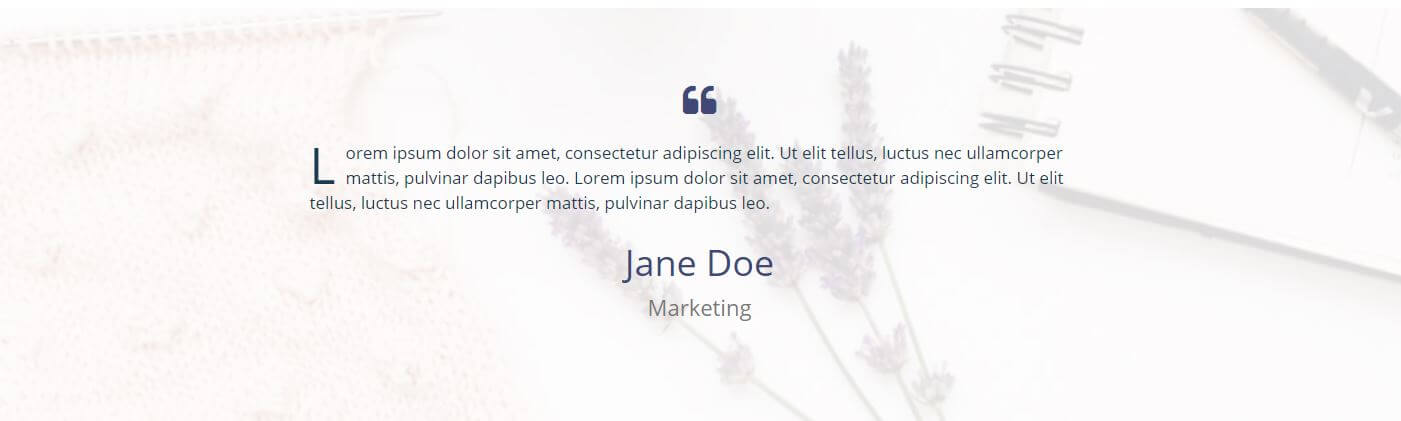 ❝
Lorem ipsum dolor sit amet, consectetur adipiscing elit. Ut elit tellus, luctus nec ullamcorper
mattis, pulvinar dapibus leo. Lorem ipsum dolor sit amet, consectetur adipiscing elit. Ut elit
tellus, luctus nec ullamcorper mattis, pulvinar dapibus leo.
Jane Doe
Marketing